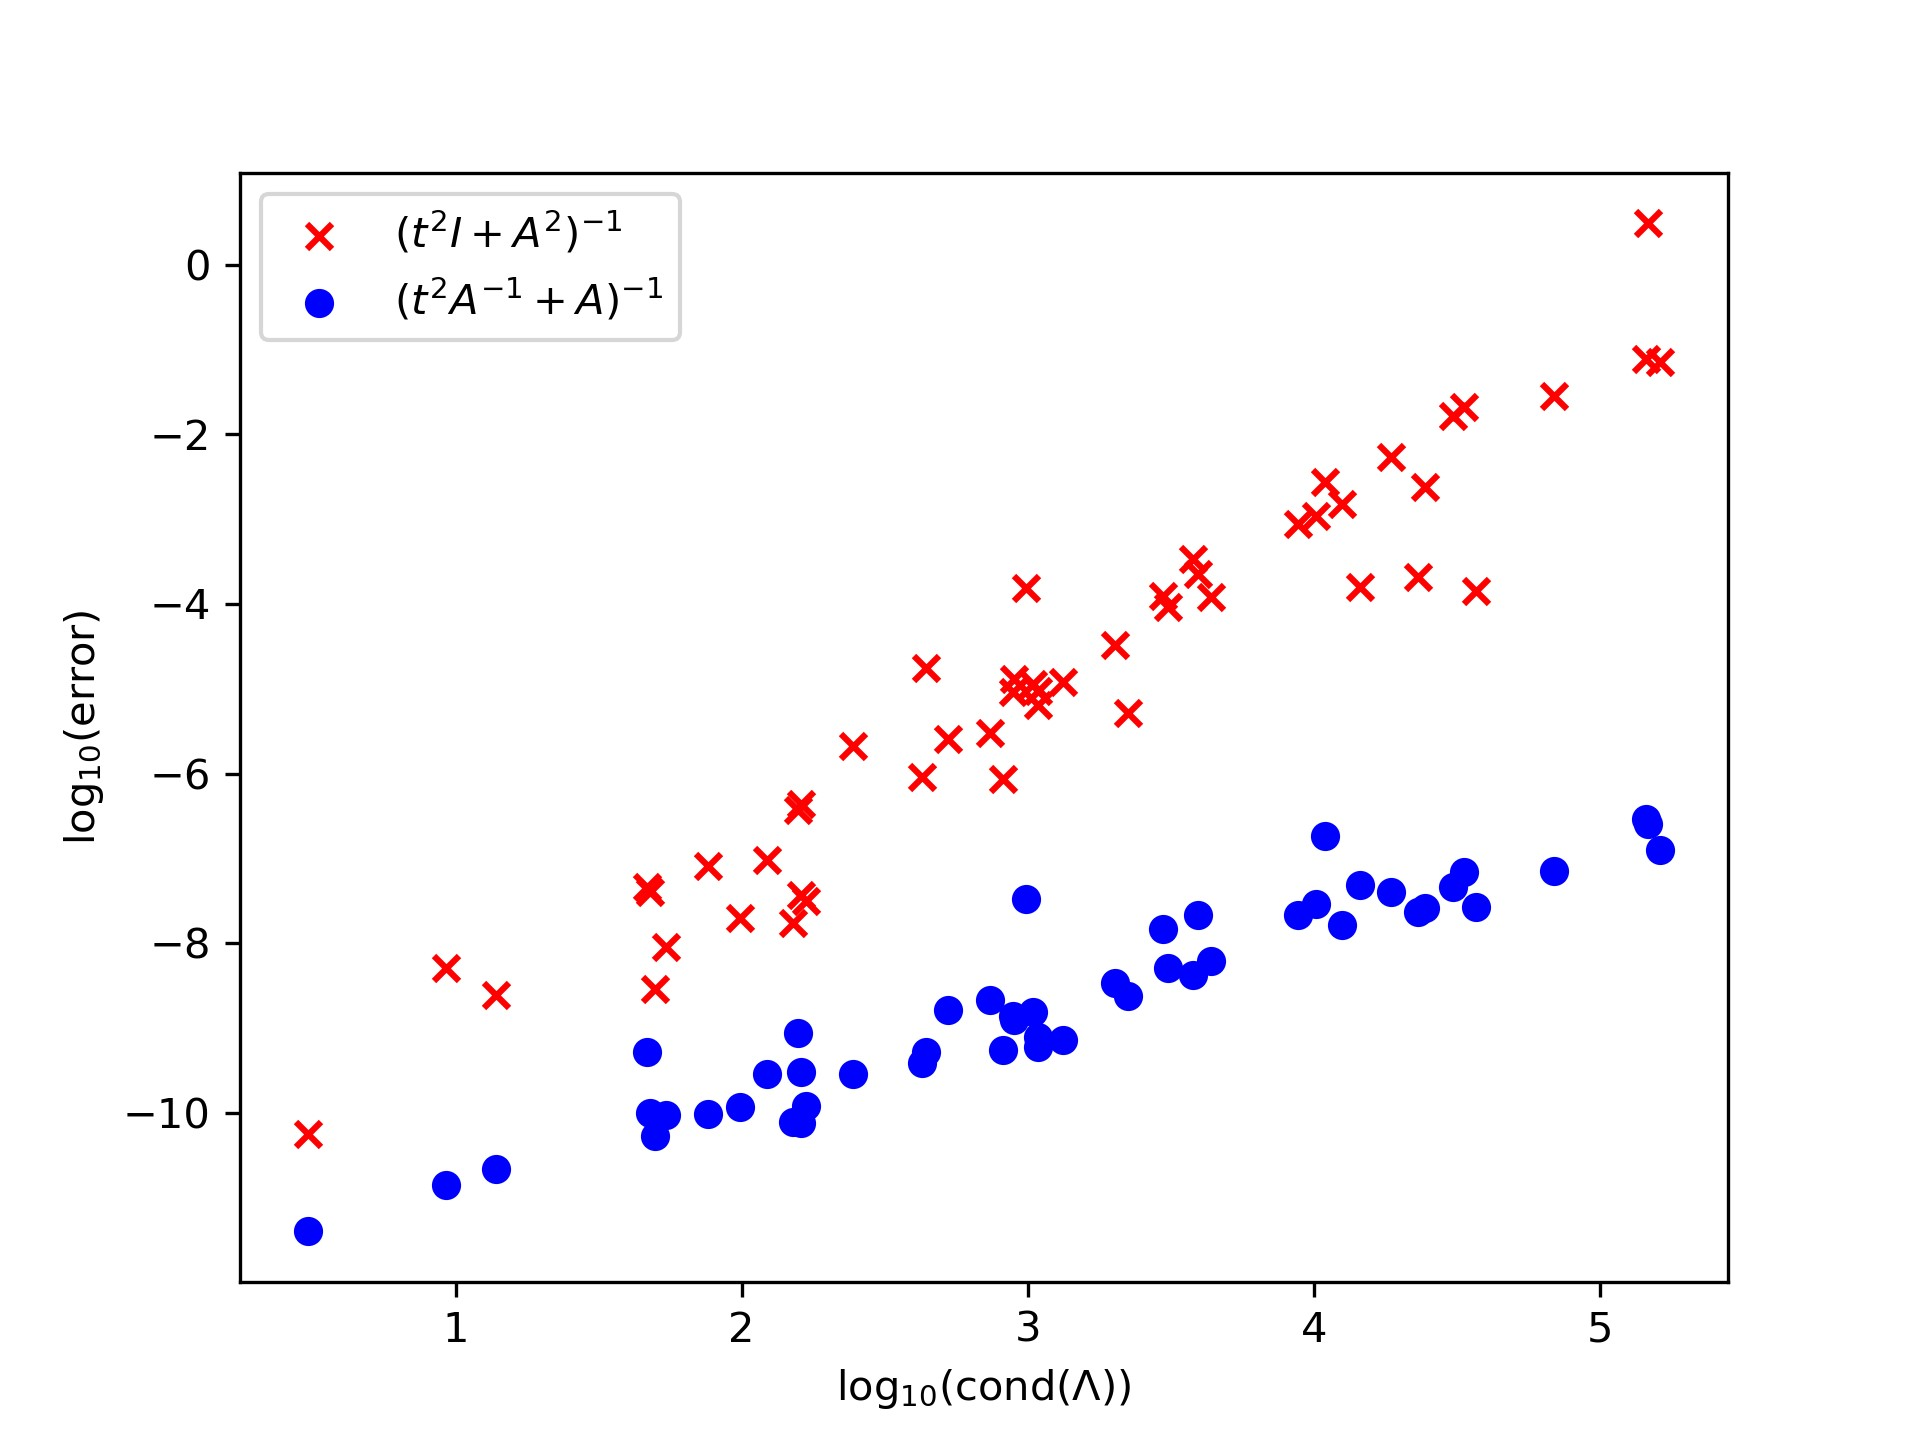 (t²I + A²)⁻¹
(t²A⁻¹ + A)⁻¹
0
−2
−4
−6
−8
−10
log₁₀(error)
1 2 3 4 5
log₁₀(cond(Λ))